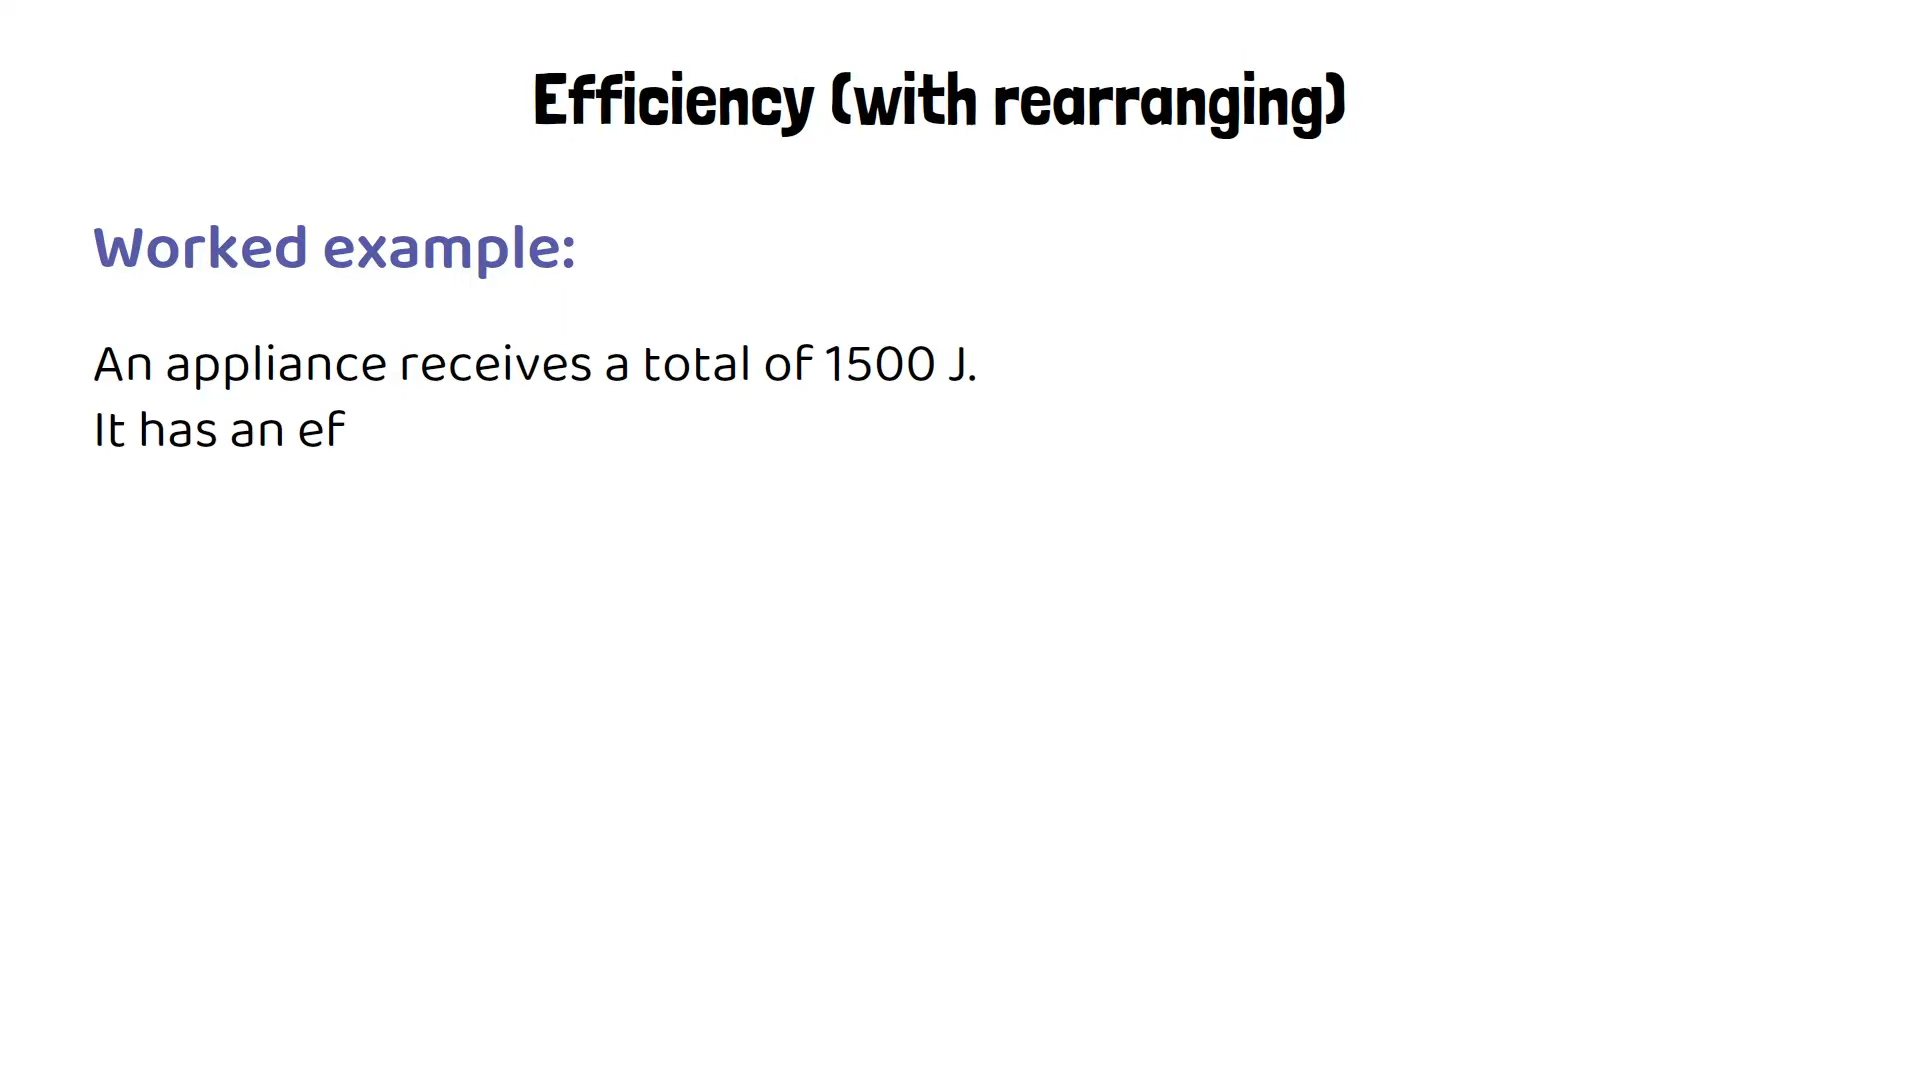 Efficiency (with rearranging)
Worked example:
An appliance receives a total of 1500 J.
It has an ef